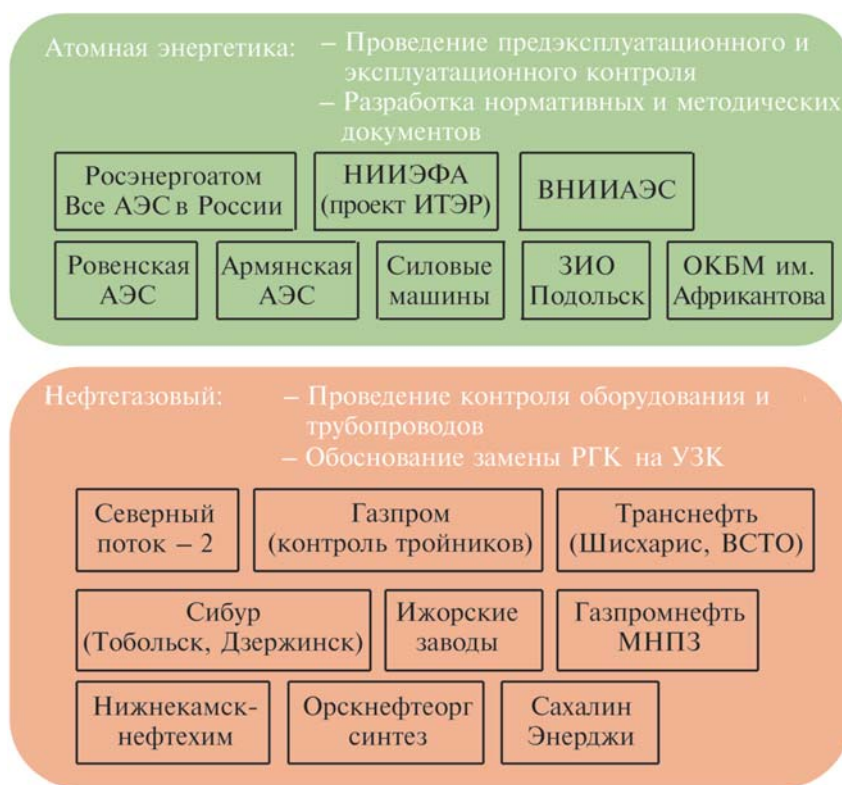 Атомная энергетика: – Проведение предэксплуатационного и
эксплуатационного контроля
– Разработка нормативных и методических
документов
Росэнергоатом
Все АЭС в России
НИИЭФА
(проект ИТЭР)
ВНИИАЭС
Ровенская
АЭС
Армянская
АЭС
Силовые
машины
ЗИО
Подольск
ОКБМ им.
Африкантова
Нефтегазовый: – Проведение контроля оборудования и
трубопроводов
– Обоснование замены РГК на УЗК
Северный
поток – 2
Газпром
(контроль тройников)
Транснефть
(Шисхарис, ВСТО)
Сибур
(Тобольск, Дзержинск)
Ижорские
заводы
Газпромнефть
МНПЗ
Нижнекамск-
нефтехим
Орскнефтеорг
синтез
Сахалин
Энерджи